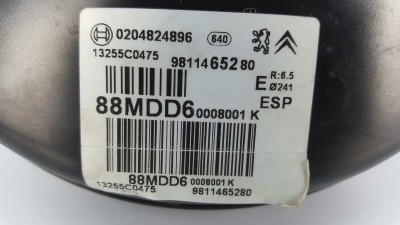 0204824896 640
13255C0475 9811465280
E R:6.5
Ø241
88MDD6 0008001 K ESP
88MDD6 0008001 K
13255C0475 9811465280